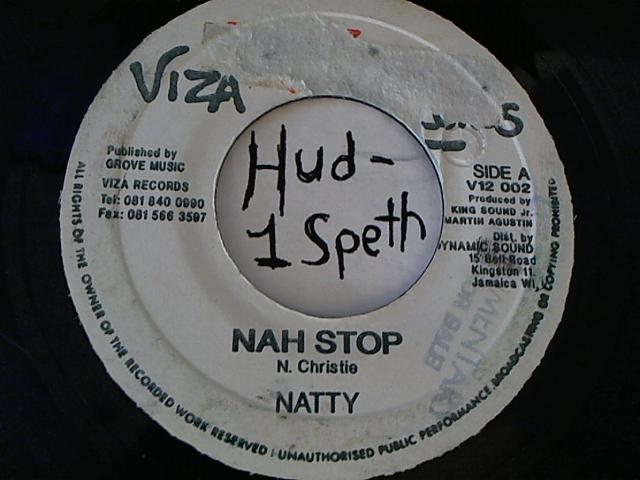 VIZA
Hud-
1 Speth
Published by
GROVE MUSIC
VIZA RECORDS
Tel: 081 840 0990
Fax: 081 566 3597
SIDE A
V12 002
Produced by
KING SOUND Jr.
MARTIN AGUSTIN
Dist. by
DYNAMIC SOUND
15 Bell Road
Kingston 11,
Jamaica WI,
NAH STOP
N. Christie
NATTY
ALL RIGHTS OF THE OWNER OF THE RECORDED WORK RESERVED : UNAUTHORISED PUBLIC PERFORMANCE BROADCASTING OR COPYING PROHIBITED
OR SALE